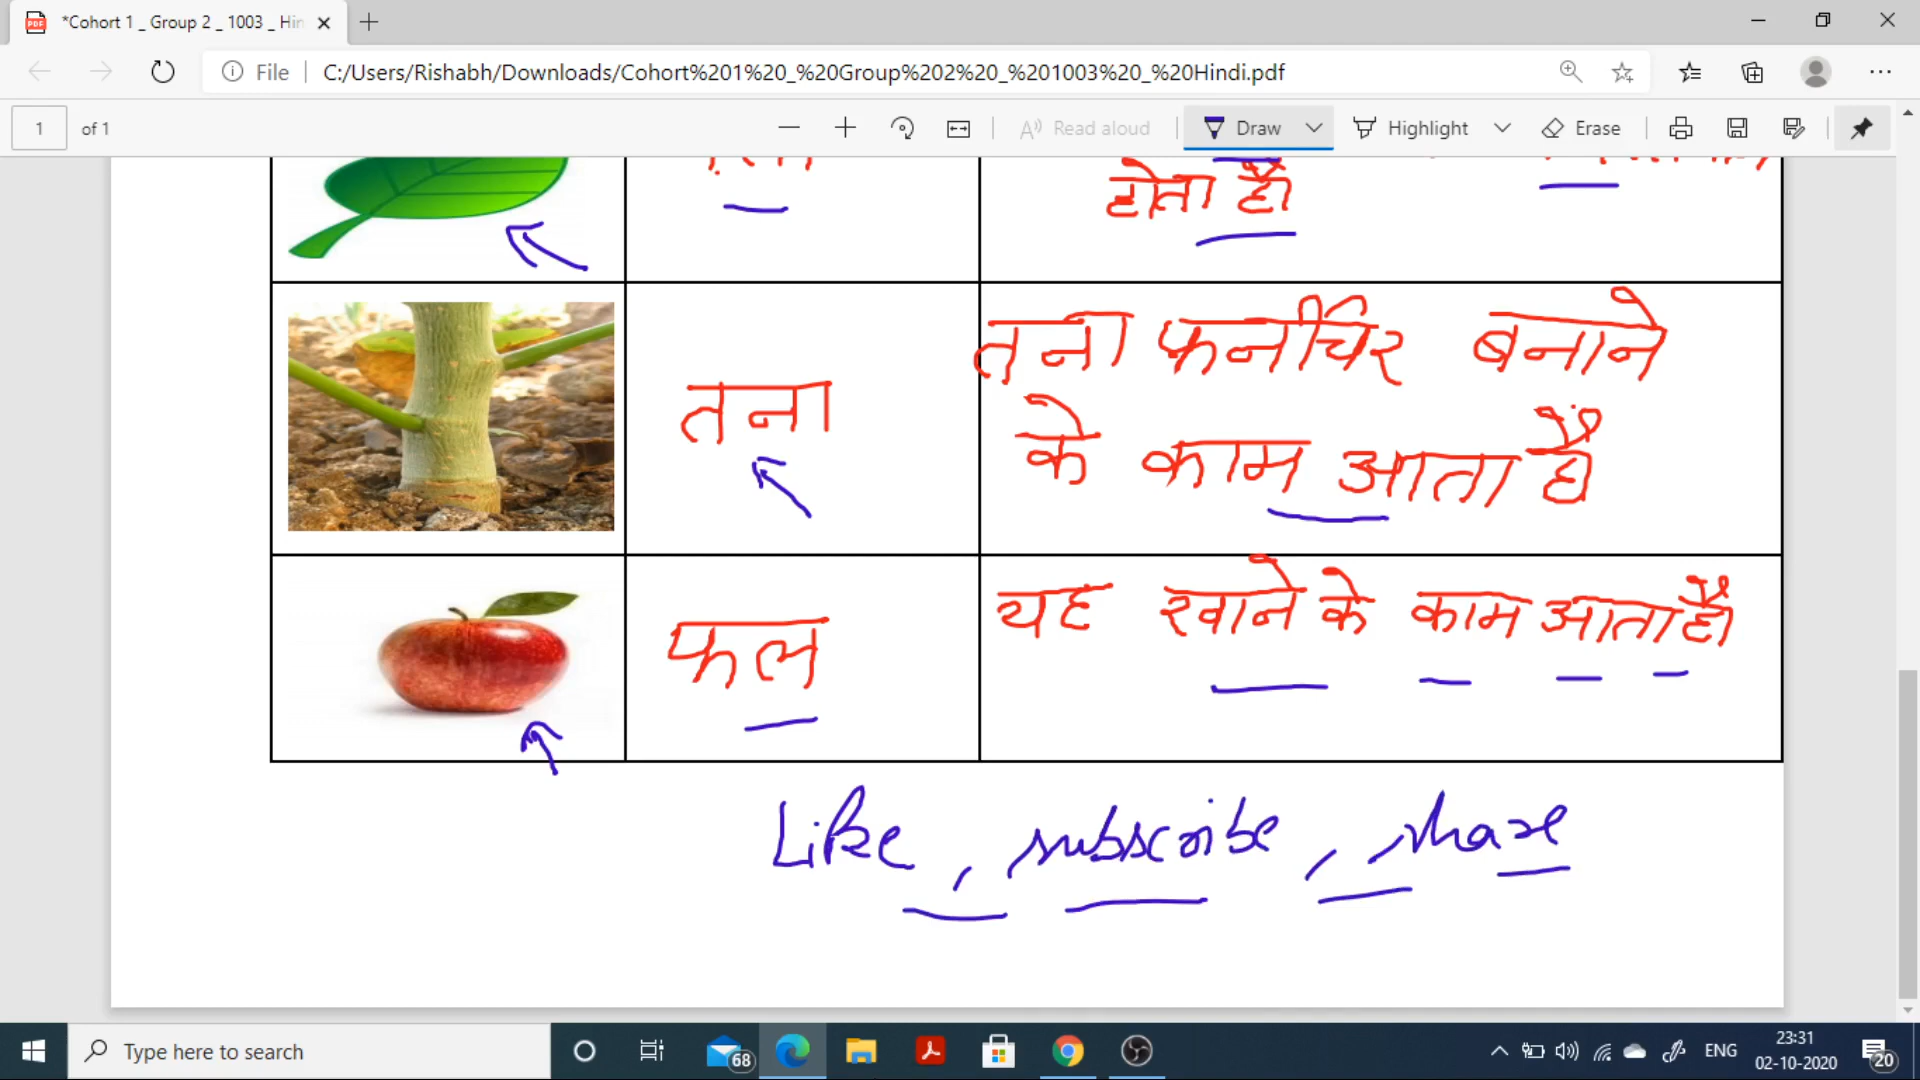 *Cohort 1 _ Group 2 _ 1003 _ Hin
File
C:/Users/Rishabh/Downloads/Cohort%201%20_%20Group%202%20_%201003%20_%20Hindi.pdf
1 of 1
Read aloud
Draw
Highlight
Erase
होता है।
तना
तना फर्नीचर बनाने
के काम आता है
फल
यह खाने के काम आता है।
Like, subscribe, share
Type here to search
68
ENG
23:31
02-10-2020
20